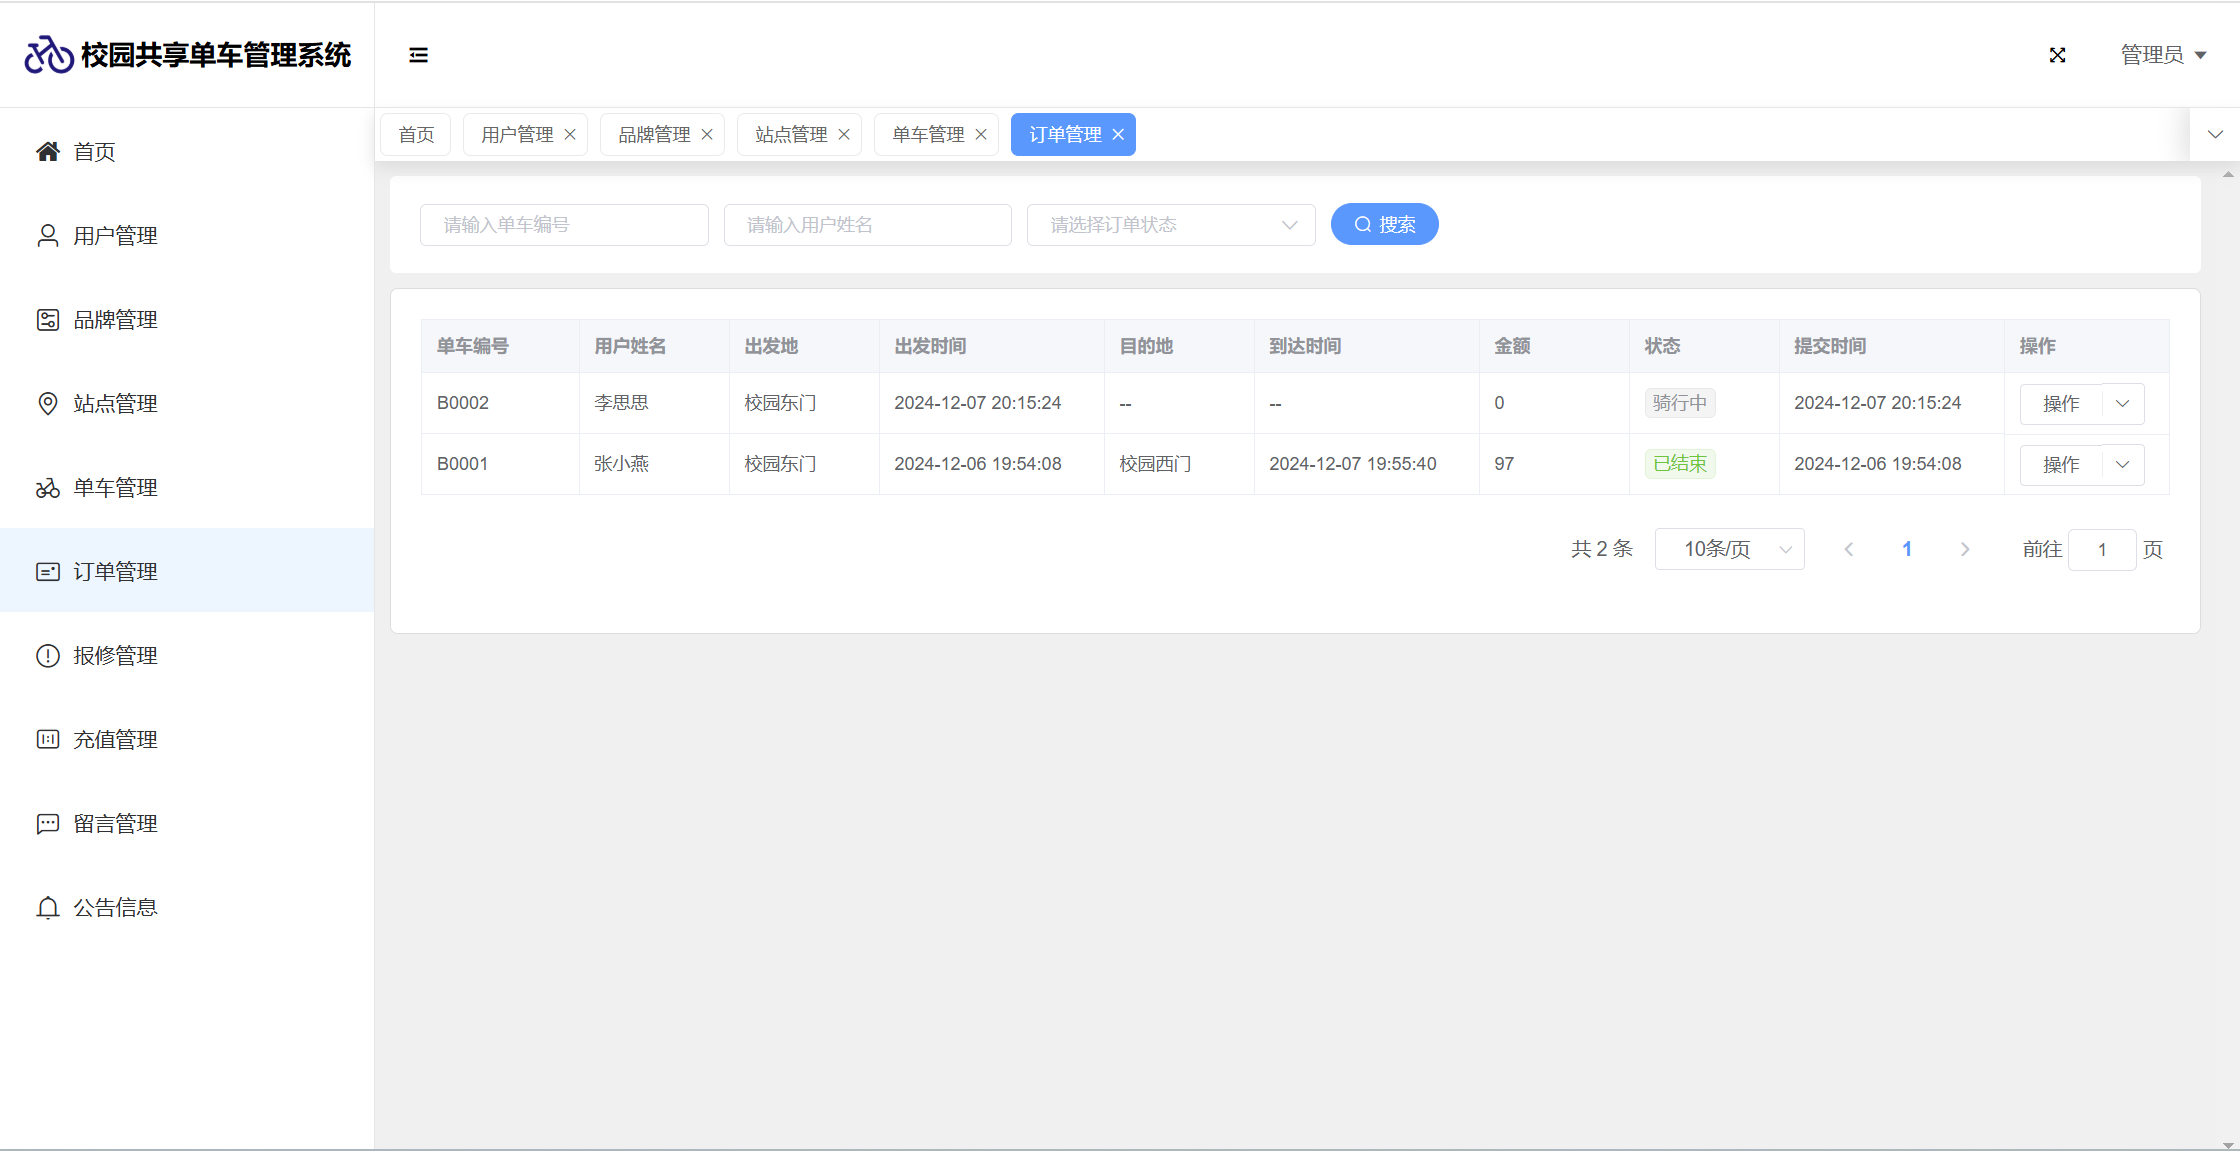 校园共享单车管理系统
管理员
首页
用户管理
品牌管理
站点管理
单车管理
订单管理
报修管理
充值管理
留言管理
公告信息
首页 用户管理 品牌管理 站点管理 单车管理 订单管理
请输入单车编号 请输入用户姓名 请选择订单状态 搜索
单车编号 用户姓名 出发地 出发时间 目的地 到达时间 金额 状态 提交时间 操作
B0002 李思思 校园东门 2024-12-07 20:15:24 -- -- 0 骑行中 2024-12-07 20:15:24 操作
B0001 张小燕 校园东门 2024-12-06 19:54:08 校园西门 2024-12-07 19:55:40 97 已结束 2024-12-06 19:54:08 操作
共 2 条 10条/页 1 前往 1 页